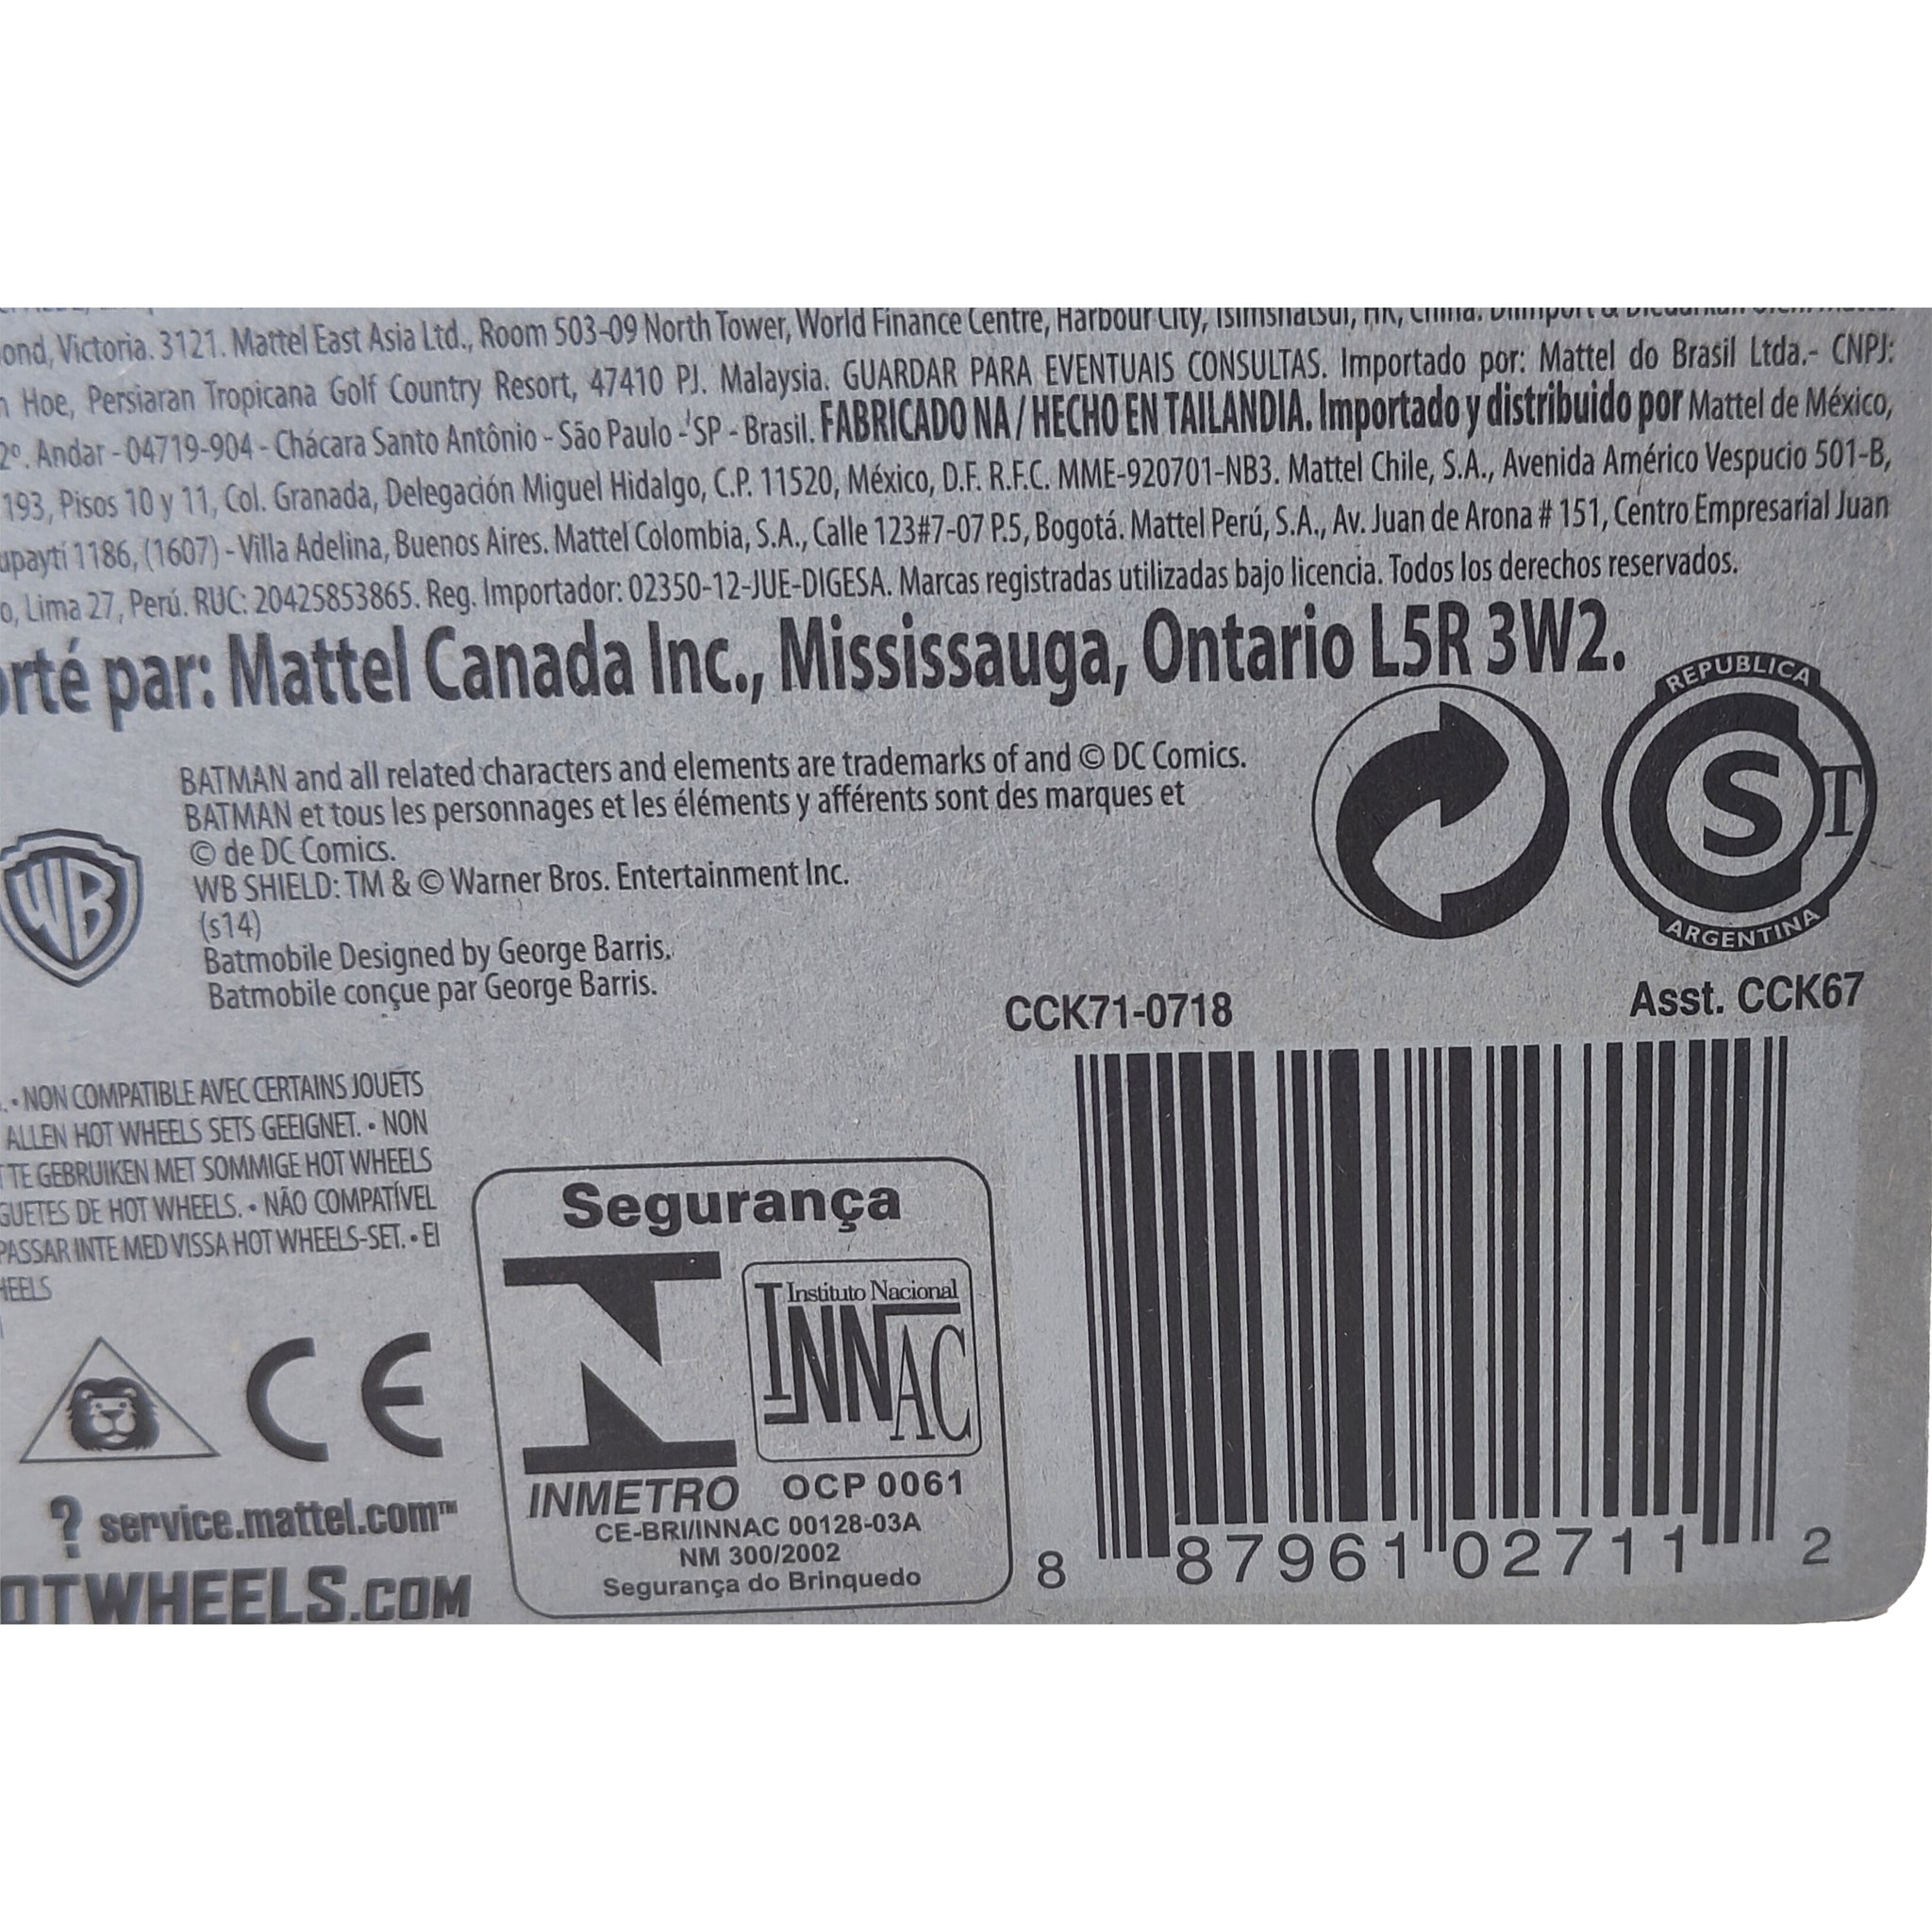 ond, Victoria. 3121. Mattel East Asia Ltd., Room 503-09 North Tower, World Finance Centre, Harbour City, Tsimshatsui, HK, China.
Hoe, Persiaran Tropicana Golf Country Resort, 47410 PJ. Malaysia. GUARDAR PARA EVENTUAIS CONSULTAS. Importado por: Mattel do Brasil Ltda.- CNPJ:
2º. Andar - 04719-904 - Chácara Santo Antônio - São Paulo - SP - Brasil. FABRICADO NA / HECHO EN TAILANDIA. Importado y distribuido por Mattel de México,
193, Pisos 10 y 11, Col. Granada, Delegación Miguel Hidalgo, C.P. 11520, México, D.F. R.F.C. MME-920701-NB3. Mattel Chile, S.A., Avenida Américo Vespucio 501-B,
upaytí 1186, (1607) - Villa Adelina, Buenos Aires. Mattel Colombia, S.A., Calle 123#7-07 P.5, Bogotá. Mattel Perú, S.A., Av. Juan de Arona # 151, Centro Empresarial Juan
o, Lima 27, Perú. RUC: 20425853865. Reg. Importador: 02350-12-JUE-DIGESA. Marcas registradas utilizadas bajo licencia. Todos los derechos reservados.
orté par: Mattel Canada Inc., Mississauga, Ontario L5R 3W2.
REPUBLICA
S T
ARGENTINA
WB
BATMAN and all related characters and elements are trademarks of and © DC Comics.
BATMAN et tous les personnages et les éléments y afférents sont des marques et
© de DC Comics.
WB SHIELD: TM & © Warner Bros. Entertainment Inc.
(s14)
Batmobile Designed by George Barris.
Batmobile conçue par George Barris.
CCK71-0718
Asst. CCK67
. • NON COMPATIBLE AVEC CERTAINS JOUETS
ALLEN HOT WHEELS SETS GEEIGNET. • NON
TE GEBRUIKEN MET SOMMIGE HOT WHEELS
GUETES DE HOT WHEELS. • NÃO COMPATÍVEL
PASSAR INTE MED VISSA HOT WHEELS-SET. • EI
HEELS
CE
? service.mattel.com™
OTWHEELS.COM
Segurança
Instituto Nacional
INNAC
INMETRO
OCP 0061
CE-BRI/INNAC 00128-03A
NM 300/2002
Segurança do Brinquedo
8 87961 02711 2